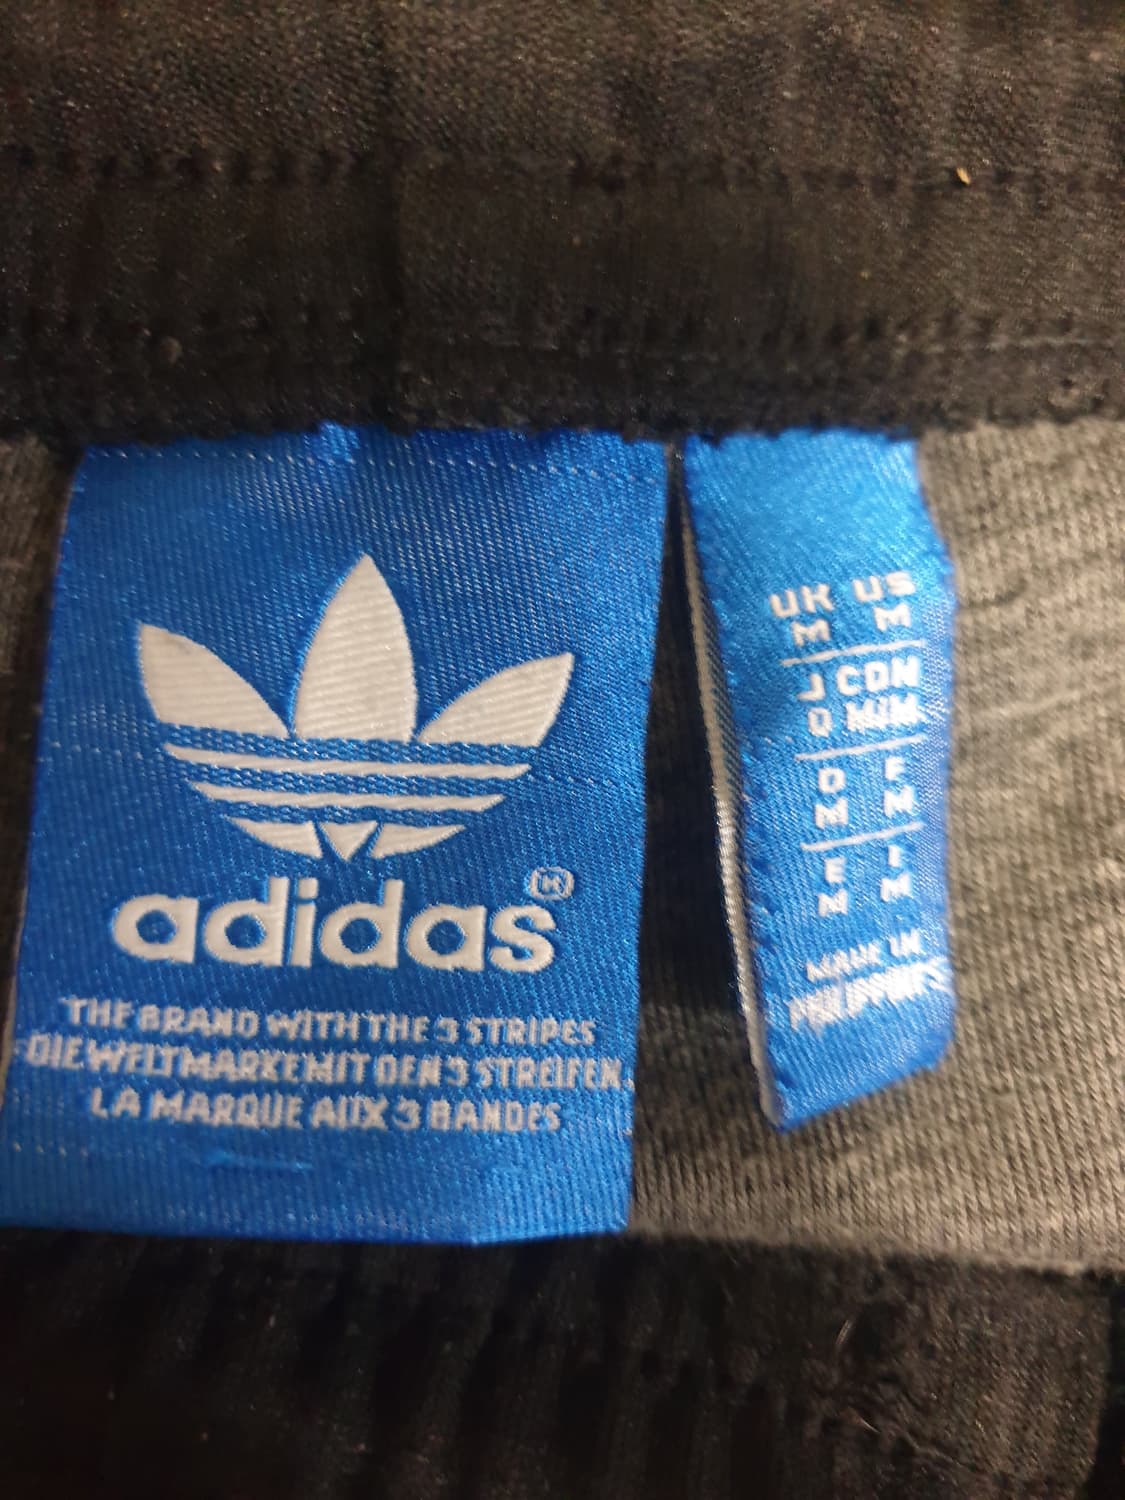 adidas®
THE BRAND WITH THE 3 STRIPES
DIE WELTMARKE MIT DEN 3 STREIFEN
LA MARQUE AUX 3 BANDES
UK US
M M
J CDN
O M/M
D F
M M
E I
M M
MADE IN
PHILIPPINES